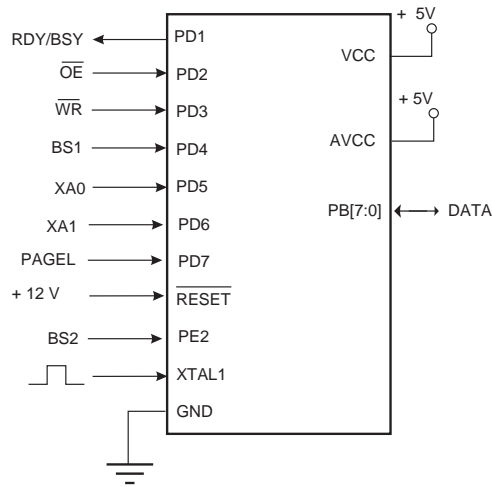 + 5V
RDY/BSY PD1
VCC
OE PD2
+ 5V
WR PD3
BS1 PD4 AVCC
XA0 PD5
PB[7:0] DATA
XA1 PD6
PAGEL PD7
+ 12 V RESET
BS2 PE2
XTAL1
GND